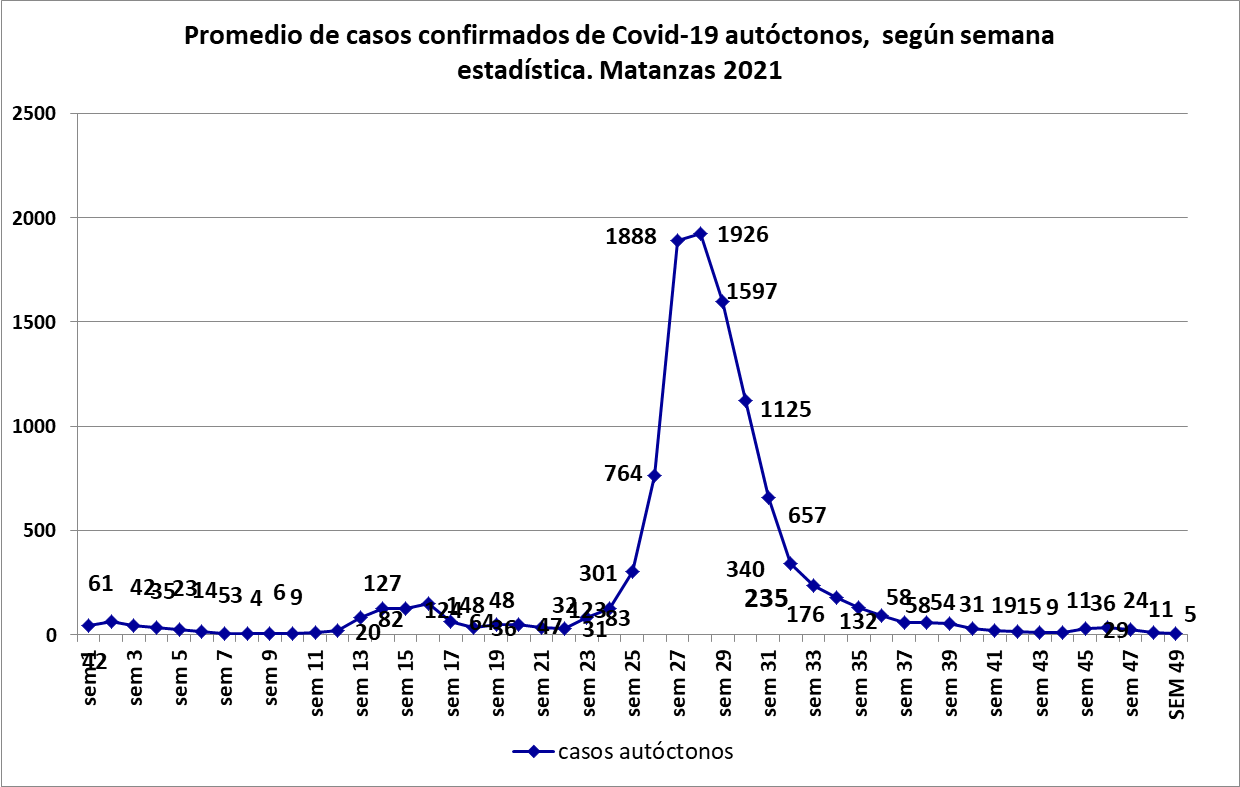 Promedio de casos confirmados de Covid-19 autóctonos, según semana
estadística. Matanzas 2021
2500
2000
1500
1000
500
0
61
42
42
35
23
14
5
3
4
6
9
20
127
82
124
148
64
36
48
47
32
31
123
83
301
764
1888
1926
1597
1125
657
340
235
176
132
58
58
54
31
19
15
9
11
36
29
24
11
5
sem 1
sem 3
sem 5
sem 7
sem 9
sem 11
sem 13
sem 15
sem 17
sem 19
sem 21
sem 23
sem 25
sem 27
sem 29
sem 31
sem 33
sem 35
sem 37
sem 39
sem 41
sem 43
sem 45
sem 47
SEM 49
casos autóctonos